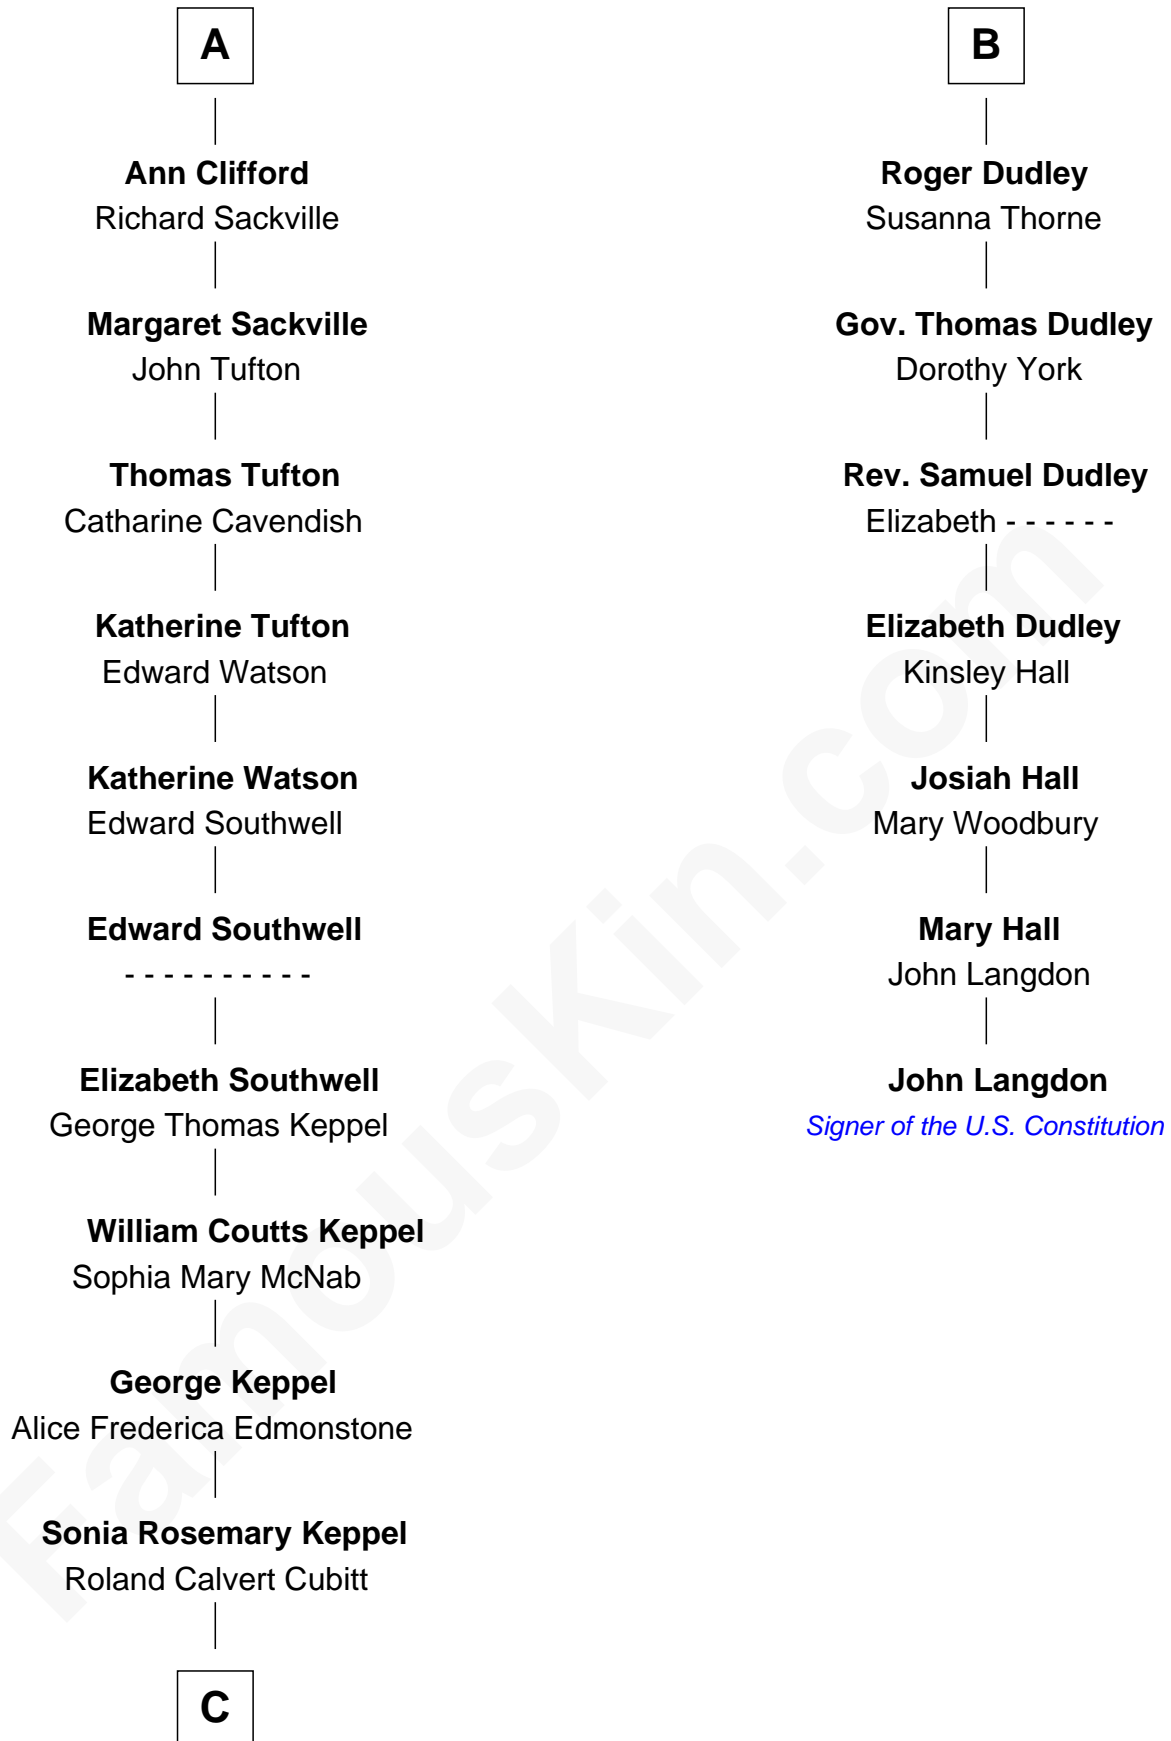 A
Ann Clifford
Richard Sackville
Margaret Sackville
John Tufton
Thomas Tufton
Catharine Cavendish
Katherine Tufton
Edward Watson
Katherine Watson
Edward Southwell
Edward Southwell
- - - - - - - - - -
Elizabeth Southwell
George Thomas Keppel
William Coutts Keppel
Sophia Mary McNab
George Keppel
Alice Frederica Edmonstone
Sonia Rosemary Keppel
Roland Calvert Cubitt
C
B
Roger Dudley
Susanna Thorne
Gov. Thomas Dudley
Dorothy York
Rev. Samuel Dudley
Elizabeth - - - - - -
Elizabeth Dudley
Kinsley Hall
Josiah Hall
Mary Woodbury
Mary Hall
John Langdon
John Langdon
Signer of the U.S. Constitution
FamousKin.com